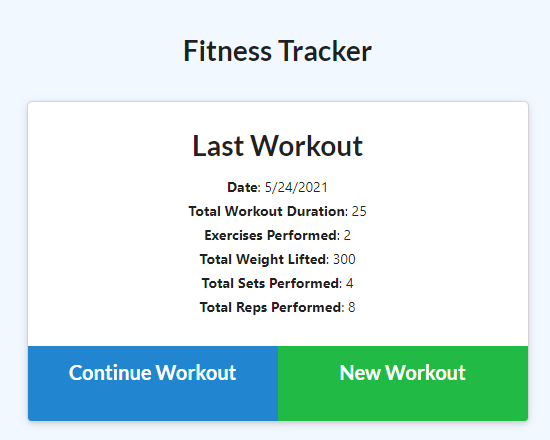 Fitness Tracker
Last Workout
Date: 5/24/2021
Total Workout Duration: 25
Exercises Performed: 2
Total Weight Lifted: 300
Total Sets Performed: 4
Total Reps Performed: 8
Continue Workout
New Workout